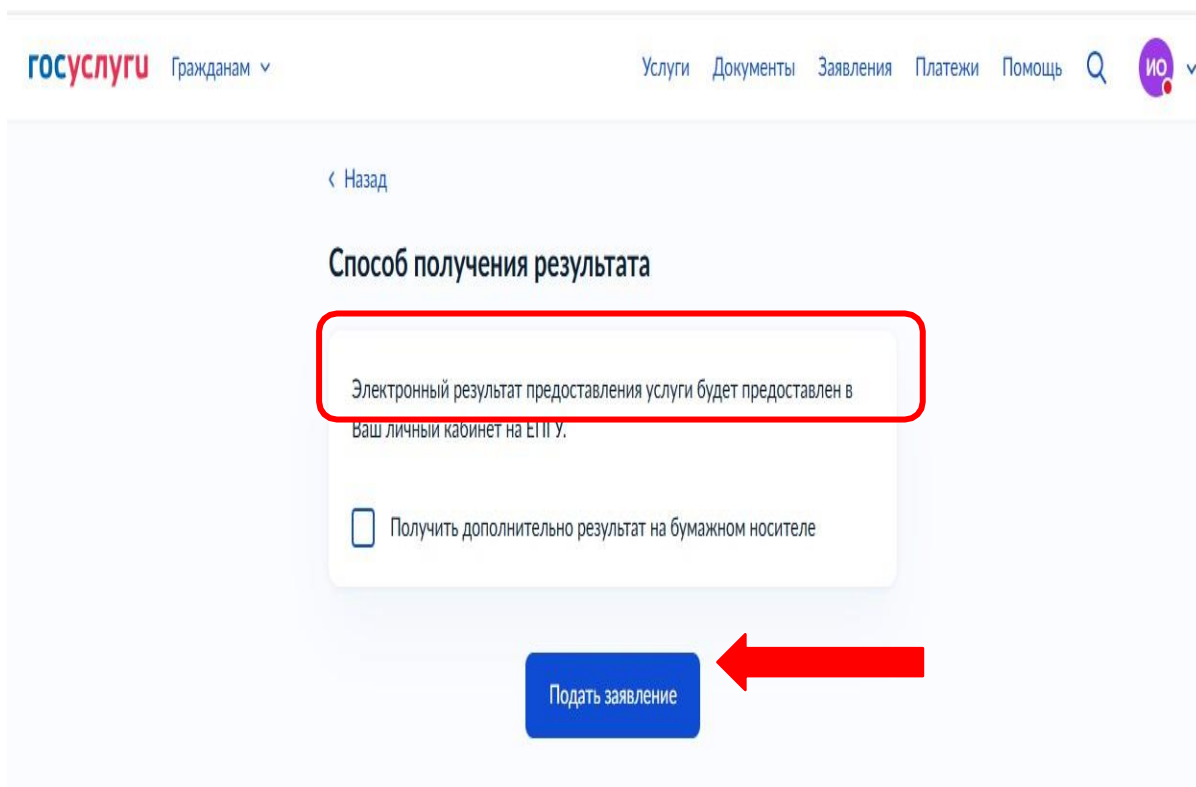 госуслуги Гражданам Услуги Документы Заявления Платежи Помощь ИО
Назад
Способ получения результата
Электронный результат предоставления услуги будет предоставлен в
Ваш личный кабинет на ЕПГУ.
Получить дополнительно результат на бумажном носителе
Подать заявление